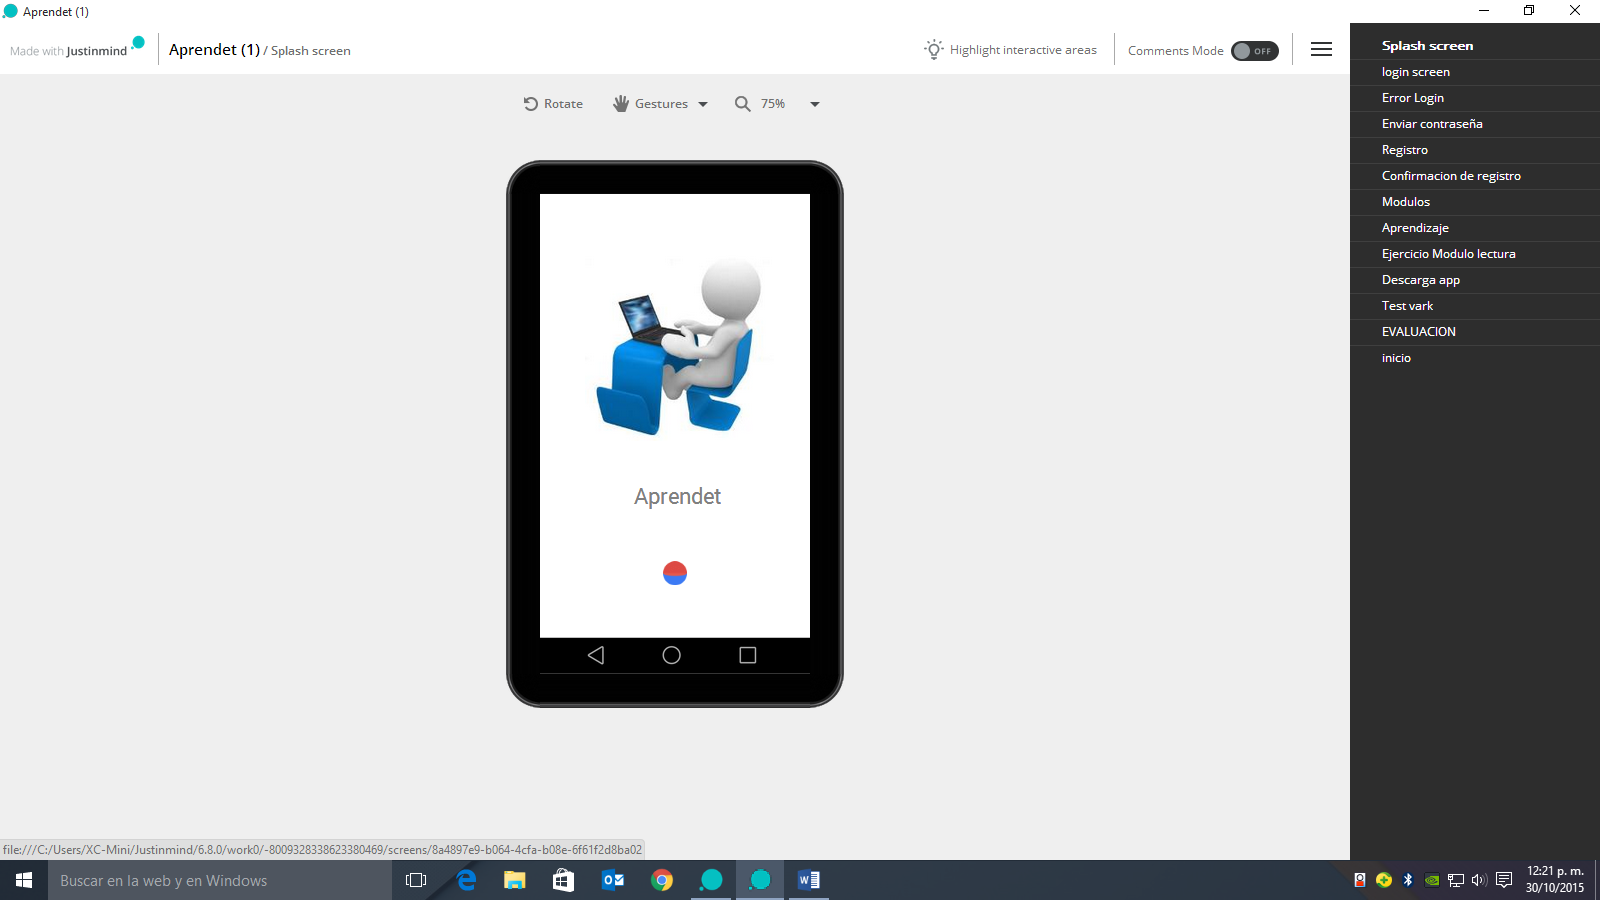 Aprendet (1)
Made with Justinmind
Aprendet (1) / Splash screen
Highlight interactive areas
Comments Mode OFF
Rotate
Gestures
75%
Splash screen
login screen
Error Login
Enviar contraseña
Registro
Confirmacion de registro
Modulos
Aprendizaje
Ejercicio Modulo lectura
Descarga app
Test vark
EVALUACION
inicio
Aprendet
file:///C:/Users/XC-Mini/Justinmind/6.8.0/work0/-8009328338623380469/screens/8a4897e9-b064-4cfa-b08e-6f61f2d8ba02
Buscar en la web y en Windows
12:21 p. m.
30/10/2015